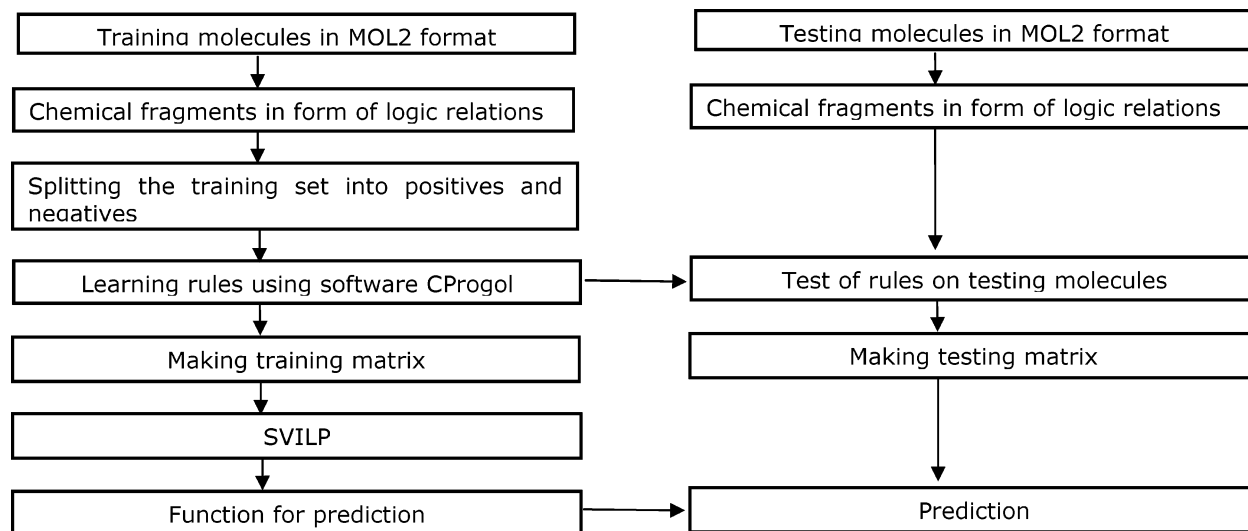 Training molecules in MOL2 format
Chemical fragments in form of logic relations
Splitting the training set into positives and
negatives
Learning rules using software CProgol
Making training matrix
SVILP
Function for prediction
Testing molecules in MOL2 format
Chemical fragments in form of logic relations
Test of rules on testing molecules
Making testing matrix
Prediction